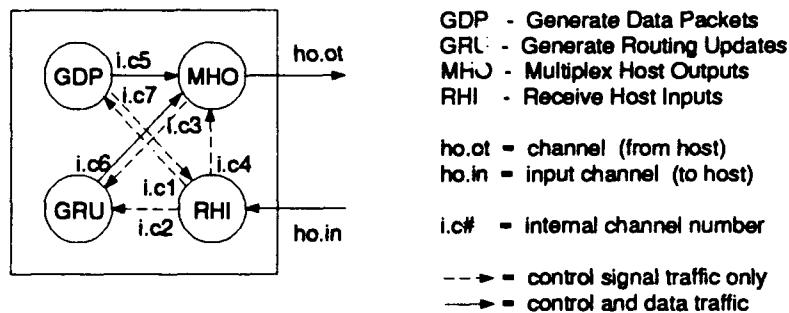 GDP
i.c5
MHO
ho.ot
i.c7
i.c3
i.c6
i.c4
i.c1
GRU
i.c2
RHI
ho.in
GDP - Generate Data Packets
GRU - Generate Routing Updates
MHO - Multiplex Host Outputs
RHI - Receive Host Inputs
ho.ot = channel (from host)
ho.in = input channel (to host)
i.c# = internal channel number
= control signal traffic only
= control and data traffic